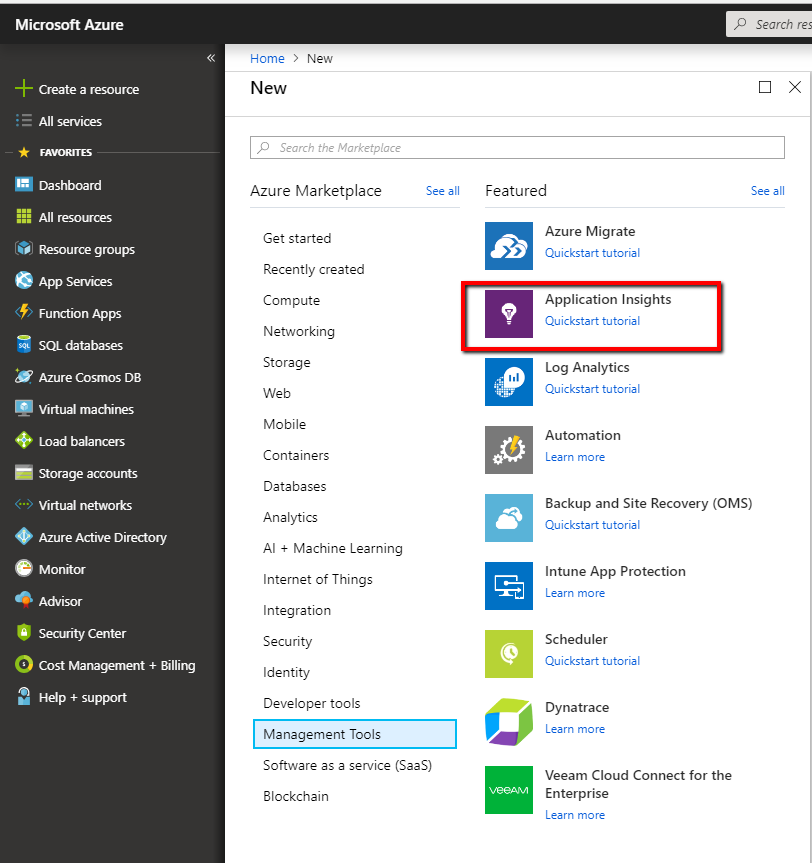 Microsoft Azure
Search res
«
Create a resource
All services
FAVORITES
Dashboard
All resources
Resource groups
App Services
Function Apps
SQL databases
Azure Cosmos DB
Virtual machines
Load balancers
Storage accounts
Virtual networks
Azure Active Directory
Monitor
Advisor
Security Center
Cost Management + Billing
Help + support
Home > New
New
Search the Marketplace
Azure Marketplace See all
Get started
Recently created
Compute
Networking
Storage
Web
Mobile
Containers
Databases
Analytics
AI + Machine Learning
Internet of Things
Integration
Security
Identity
Developer tools
Management Tools
Software as a service (SaaS)
Blockchain
Featured See all
Azure Migrate
Quickstart tutorial
Application Insights
Quickstart tutorial
Log Analytics
Quickstart tutorial
Automation
Learn more
Backup and Site Recovery (OMS)
Quickstart tutorial
Intune App Protection
Learn more
Scheduler
Quickstart tutorial
Dynatrace
Learn more
veeAM
Veeam Cloud Connect for the
Enterprise
Learn more